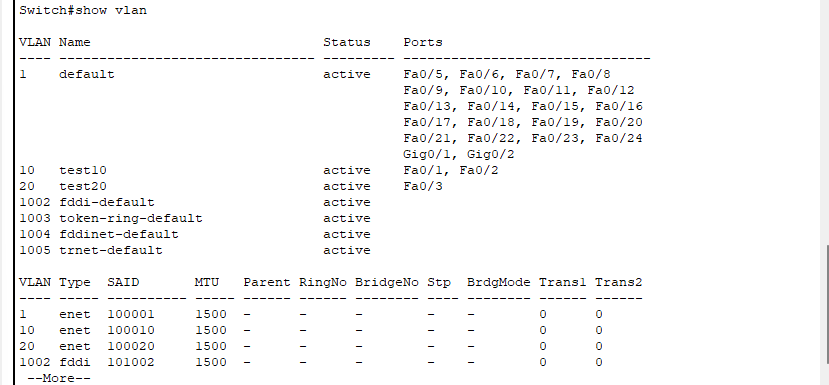 Switch#show vlan
VLAN Name                             Status    Ports
---- -------------------------------- --------- -------------------------------
1    default                          active    Fa0/5, Fa0/6, Fa0/7, Fa0/8
                                                Fa0/9, Fa0/10, Fa0/11, Fa0/12
                                                Fa0/13, Fa0/14, Fa0/15, Fa0/16
                                                Fa0/17, Fa0/18, Fa0/19, Fa0/20
                                                Fa0/21, Fa0/22, Fa0/23, Fa0/24
                                                Gig0/1, Gig0/2
10   test10                           active    Fa0/1, Fa0/2
20   test20                           active    Fa0/3
1002 fddi-default                     active
1003 token-ring-default               active
1004 fddinet-default                  active
1005 trnet-default                    active
VLAN Type  SAID       MTU   Parent RingNo BridgeNo Stp  BrdgMode Trans1 Trans2
---- ----- ---------- ----- ------ ------ -------- ---- -------- ------ ------
1    enet  100001     1500  -      -      -        -    -        0      0
10   enet  100010     1500  -      -      -        -    -        0      0
20   enet  100020     1500  -      -      -        -    -        0      0
1002 fddi  101002     1500  -      -      -        -    -        0      0
 --More--